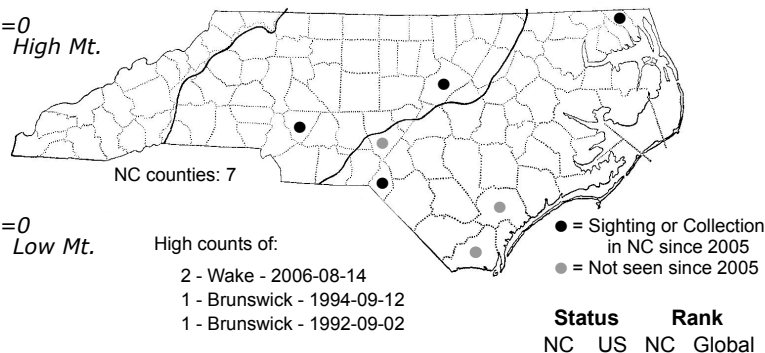 =0
High Mt.
NC counties: 7
=0
Low Mt.
High counts of:
2 - Wake - 2006-08-14
1 - Brunswick - 1994-09-12
1 - Brunswick - 1992-09-02
= Sighting or Collection
in NC since 2005
= Not seen since 2005
Status Rank
NC US NC Global